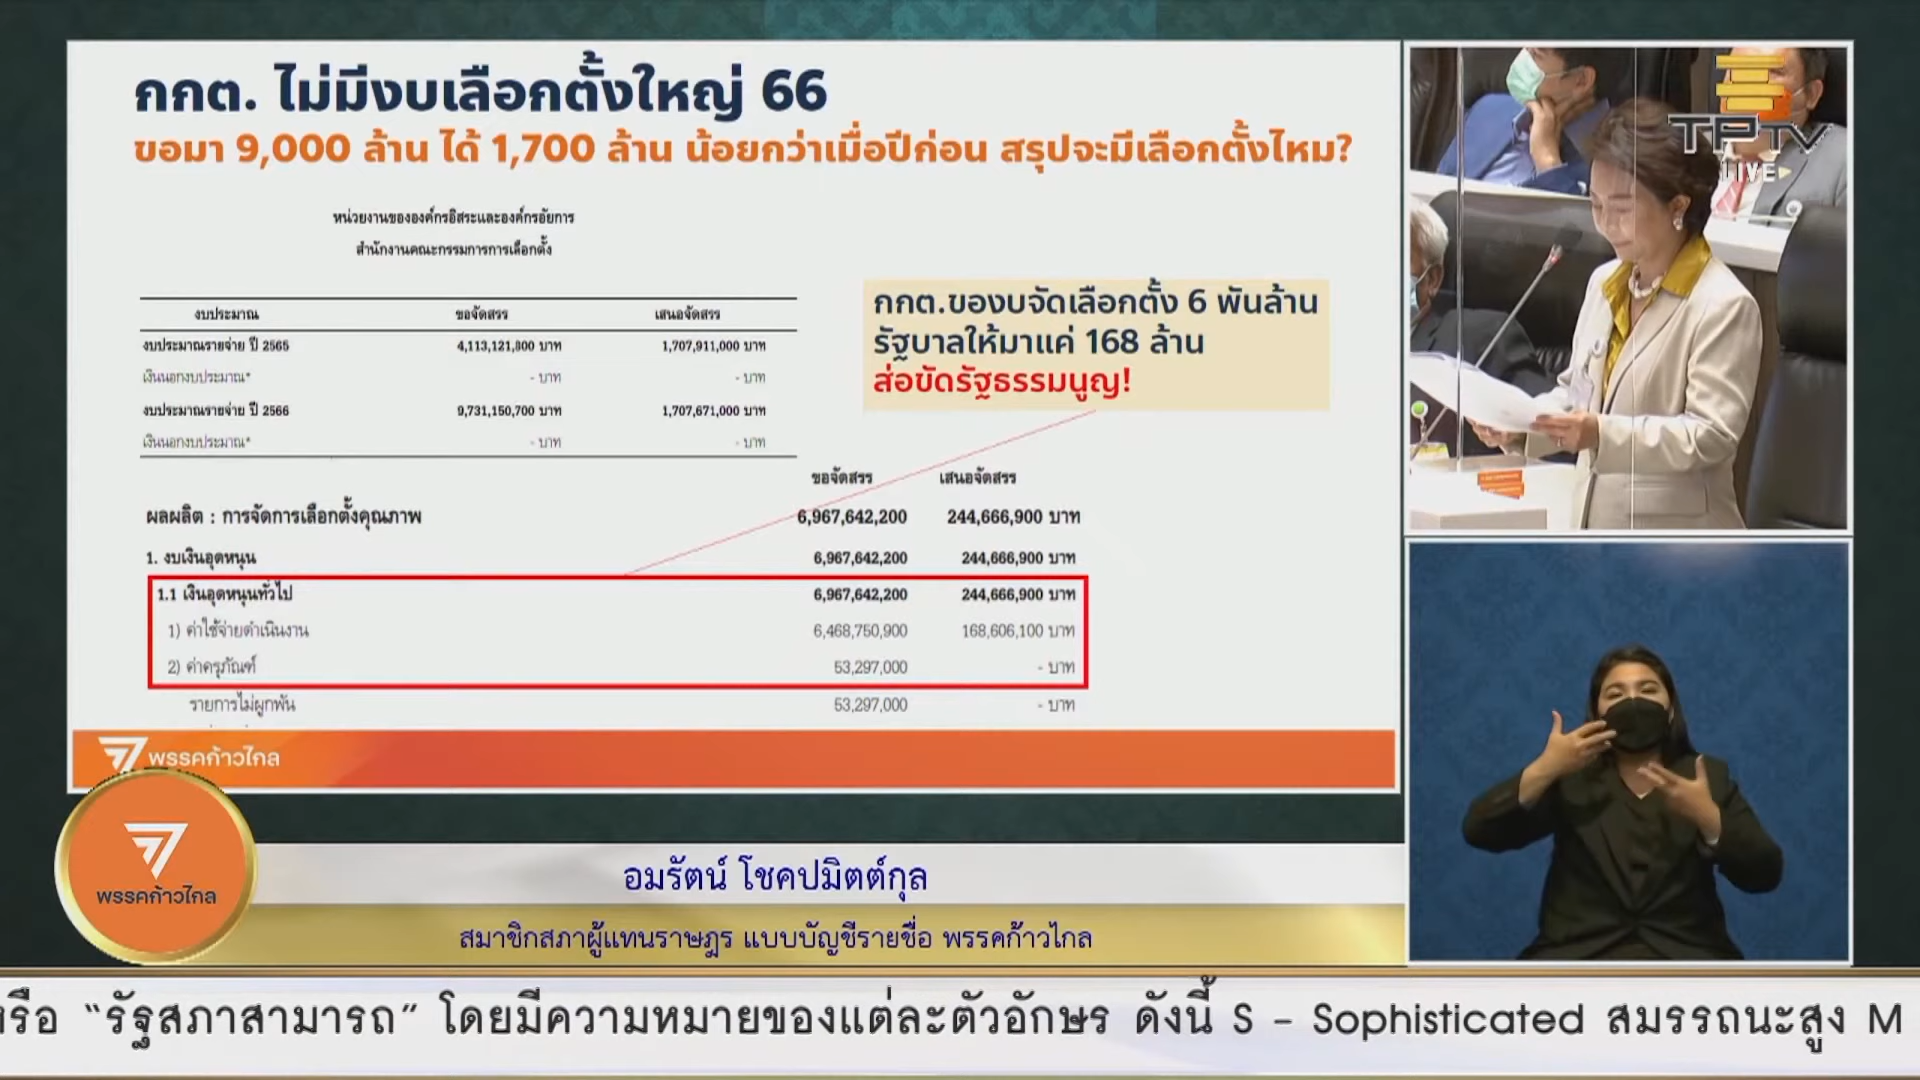 กกต. ไม่มีงบเลือกตั้งใหญ่ 66
ขอมา 9,000 ล้าน ได้ 1,700 ล้าน น้อยกว่าเมื่อปีก่อน สรุปจะมีเลือกตั้งไหม?
หน่วยงานขององค์กรอิสระและองค์กรอัยการ
สำนักงานคณะกรรมการการเลือกตั้ง
งบประมาณ ขอจัดสรร เสนอจัดสรร
งบประมาณรายจ่าย ปี 2565 4,113,121,800 บาท 1,707,911,000 บาท
เงินนอกงบประมาณ* - บาท - บาท
งบประมาณรายจ่าย ปี 2566 9,731,150,700 บาท 1,707,671,000 บาท
เงินนอกงบประมาณ* - บาท - บาท
กกต.ของบจัดเลือกตั้ง 6 พันล้าน
รัฐบาลให้มาแค่ 168 ล้าน
ส่อขัดรัฐธรรมนูญ!
ขอจัดสรร เสนอจัดสรร
ผลผลิต : การจัดการเลือกตั้งคุณภาพ 6,967,642,200 244,666,900 บาท
1. งบเงินอุดหนุน 6,967,642,200 244,666,900 บาท
1.1 เงินอุดหนุนทั่วไป 6,967,642,200 244,666,900 บาท
1) ค่าใช้จ่ายดำเนินงาน 6,468,750,900 168,606,100 บาท
2) ค่าครุภัณฑ์ 53,297,000 - บาท
รายการไม่ผูกพัน 53,297,000 - บาท
พรรคก้าวไกล
TPTV
LIVE
พรรคก้าวไกล
อมรัตน์ โชคปมิตต์กุล
สมาชิกสภาผู้แทนราษฎร แบบบัญชีรายชื่อ พรรคก้าวไกล
หรือ “รัฐสภาสามารถ” โดยมีความหมายของแต่ละตัวอักษร ดังนี้ S – Sophisticated สมรรถนะสูง M